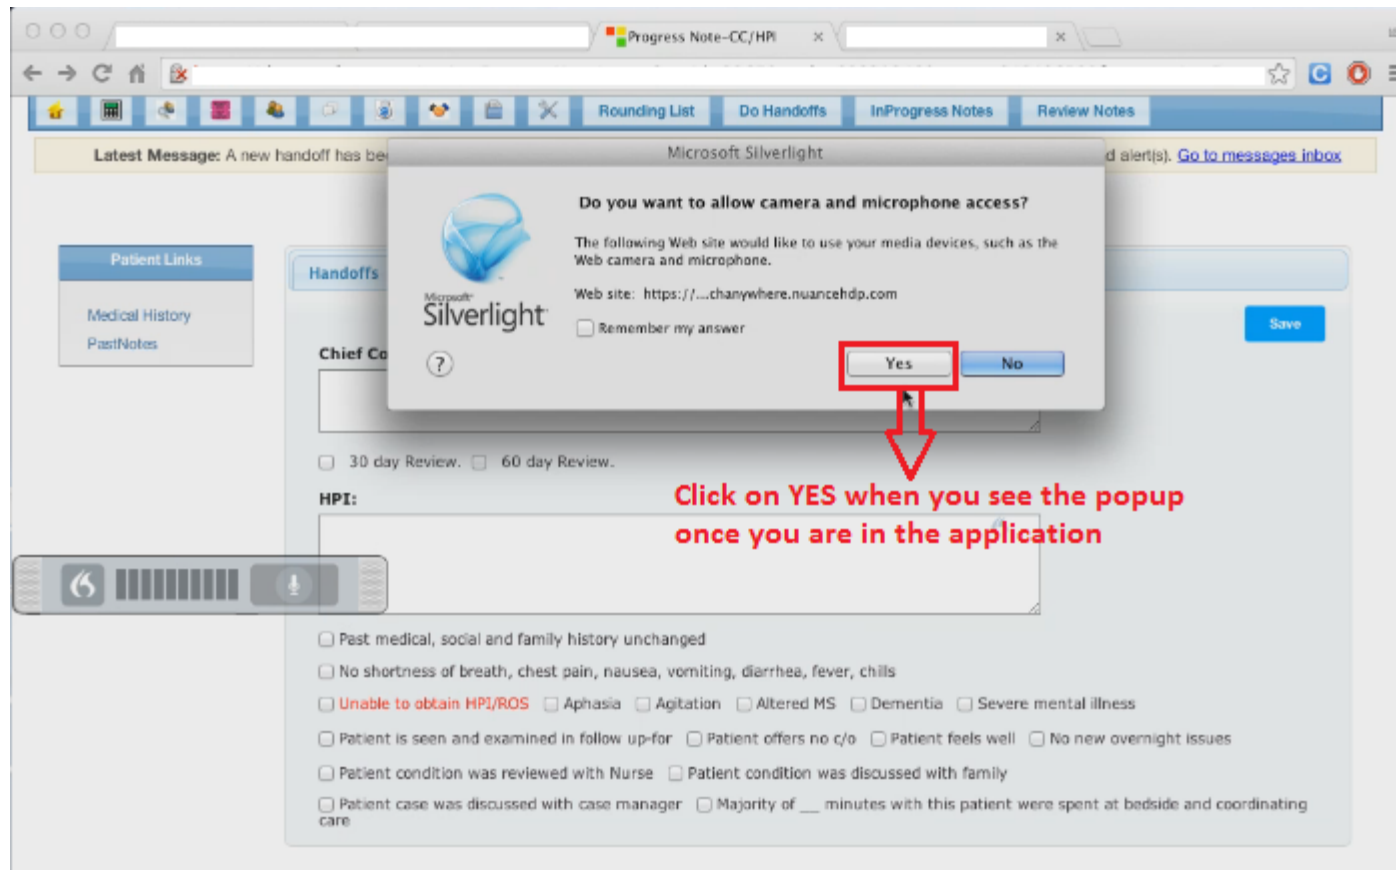 Progress Note-CC/HPI
Rounding List Do Handoffs InProgress Notes Review Notes
Latest Message: A new handoff has be
d alert(s). Go to messages inbox
Microsoft Silverlight
Do you want to allow camera and microphone access?
The following Web site would like to use your media devices, such as the
Web camera and microphone.
Web site: https://...chanywhere.nuancehdp.com
Remember my answer
Microsoft
Silverlight
?
Yes No
Patient Links
Medical History
PastNotes
Handoffs
Save
Chief Co
30 day Review. 60 day Review.
HPI:
Click on YES when you see the popup
once you are in the application
Past medical, social and family history unchanged
No shortness of breath, chest pain, nausea, vomiting, diarrhea, fever, chills
Unable to obtain HPI/ROS Aphasia Agitation Altered MS Dementia Severe mental illness
Patient is seen and examined in follow up-for Patient offers no c/o Patient feels well No new overnight issues
Patient condition was reviewed with Nurse Patient condition was discussed with family
Patient case was discussed with case manager Majority of __ minutes with this patient were spent at bedside and coordinating
care